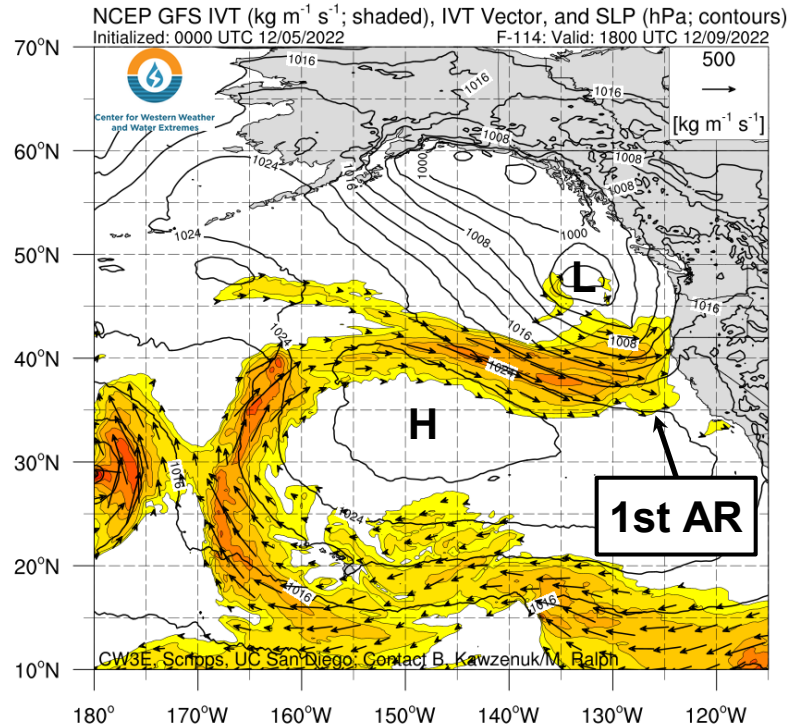 NCEP GFS IVT (kg m⁻¹ s⁻¹; shaded), IVT Vector, and SLP (hPa; contours)
Initialized: 0000 UTC 12/05/2022 F-114: Valid: 1800 UTC 12/09/2022
70°N
60°N
50°N
40°N
30°N
20°N
10°N
Center for Western Weather
and Water Extremes
500
[kg m⁻¹ s⁻¹]
1016
1016
1016
1008
1008
1008
1016
1000
1024
1024
1008
1000
L
1016
1016
1008
1024
1024
H
1016
1st AR
1024
1016
1016
CW3E, Scripps, UC San Diego; Contact B. Kawzenuk/M. Ralph
180° 170°W 160°W 150°W 140°W 130°W 120°W